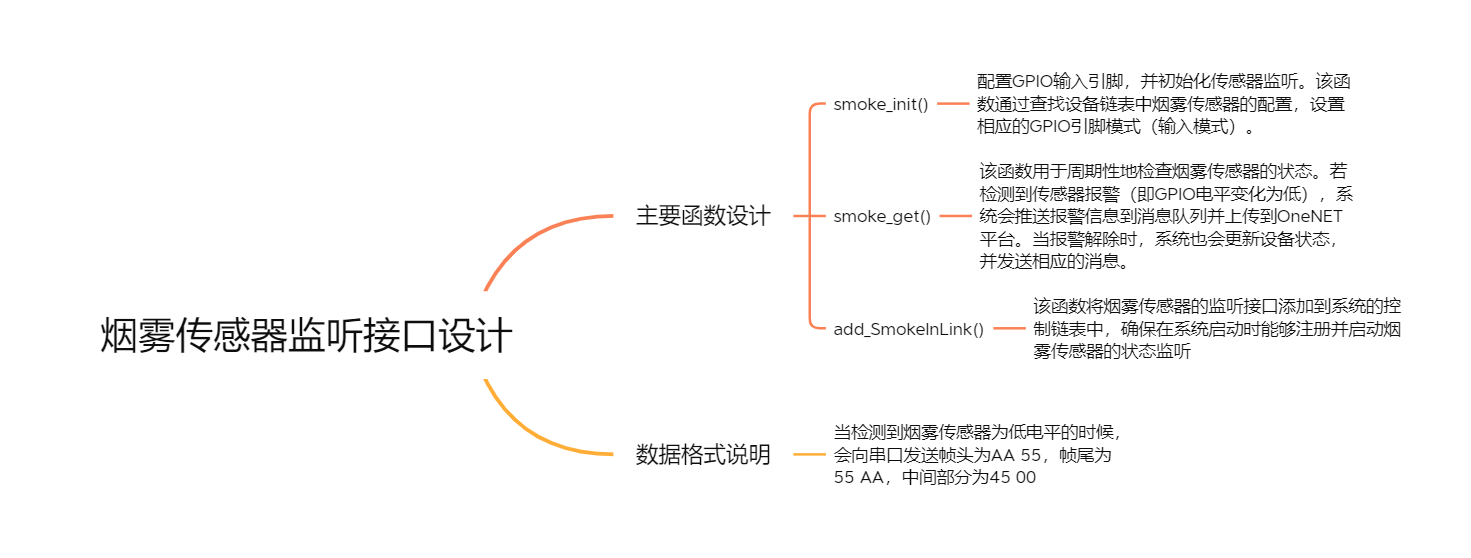 烟雾传感器监听接口设计
主要函数设计
smoke_init()
配置GPIO输入引脚，并初始化传感器监听。该函
数通过查找设备链表中烟雾传感器的配置，设置
相应的GPIO引脚模式（输入模式）。
smoke_get()
该函数用于周期性地检查烟雾传感器的状态。若
检测到传感器报警（即GPIO电平变化为低），系
统会推送报警信息到消息队列并上传到OneNET
平台。当报警解除时，系统也会更新设备状态，
并发送相应的消息。
add_SmokeInLink()
该函数将烟雾传感器的监听接口添加到系统的控
制链表中，确保在系统启动时能够注册并启动烟
雾传感器的状态监听
数据格式说明
当检测到烟雾传感器为低电平的时候，
会向串口发送帧头为AA 55，帧尾为
55 AA，中间部分为45 00